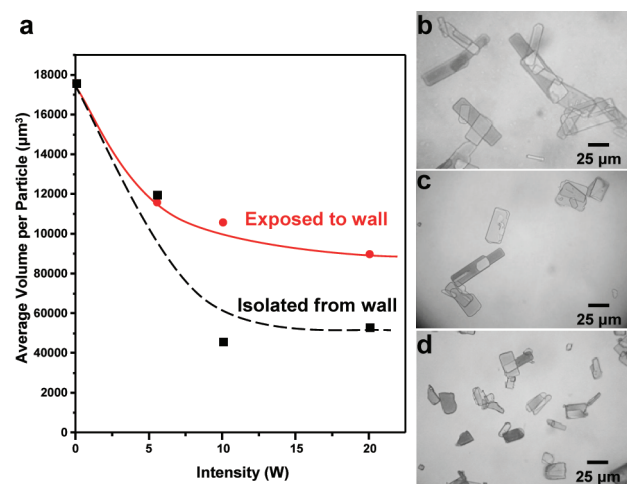 a
Average Volume per Particle (µm³)
18000
16000
14000
12000
10000
80000
60000
40000
20000
0
Exposed to wall
Isolated from wall
0
5
10
15
20
Intensity (W)
b
25 µm
c
25 µm
d
25 µm